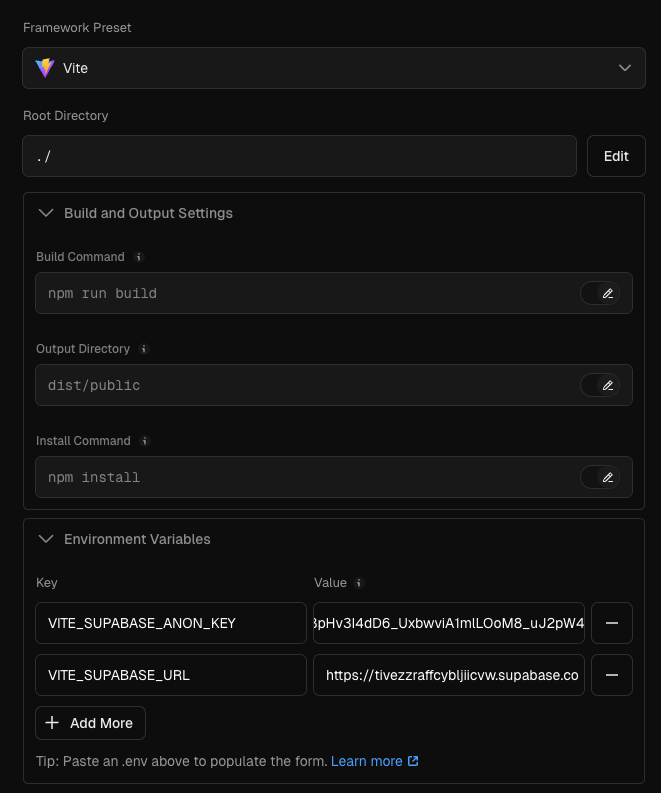 Framework Preset
Vite
Root Directory
./
Edit
Build and Output Settings
Build Command
npm run build
Output Directory
dist/public
Install Command
npm install
Environment Variables
Key Value
VITE_SUPABASE_ANON_KEY
VITE_SUPABASE_URL https://tivezzraffcybljiicvw.supabase.co
Add More
Tip: Paste an .env above to populate the form. Learn more